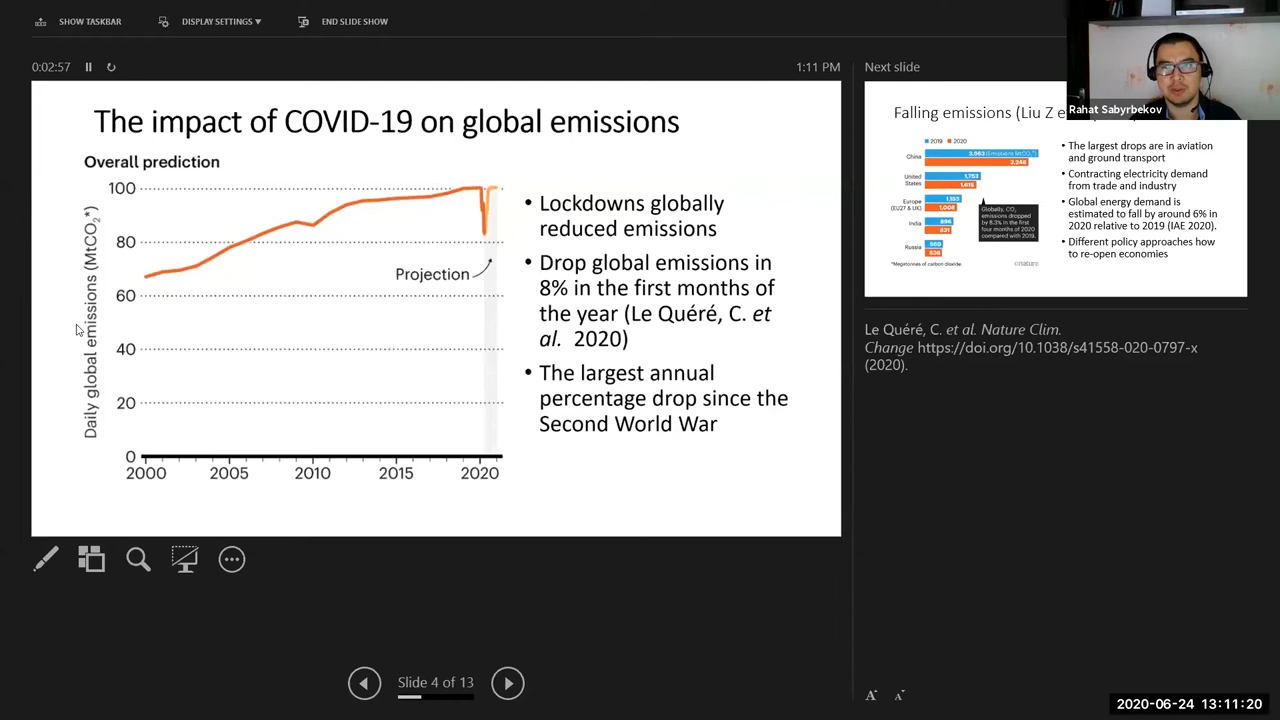 SHOW TASKBAR
DISPLAY SETTINGS ▼
END SLIDE SHOW
0:02:57
1:11 PM
The impact of COVID-19 on global emissions
Overall prediction
Daily global emissions (MtCO₂*)
100
80
60
40
20
0
2000
2005
2010
2015
2020
Projection
• Lockdowns globally
reduced emissions
• Drop global emissions in
8% in the first months of
the year (Le Quéré, C. et
al. 2020)
• The largest annual
percentage drop since the
Second World War
Slide 4 of 13
Next slide
Rahat Sabyrbekov
Falling emissions (Liu Z
2019
2020
China
3,963 (Emissions MtCO₂*)
3,246
United
States
1,753
1,615
Europe
(EU27 & UK)
1,133
1,008
India
896
831
Russia
Globally, CO₂
emissions dropped
by 8.3% in the first
four months of 2020
compared with 2019.
*Megatonnes of carbon dioxide.
©nature
• The largest drops are in aviation
and ground transport
• Contracting electricity demand
from trade and industry
• Global energy demand is
estimated to fall by around 6% in
2020 relative to 2019 (IAE 2020).
• Different policy approaches how
to re-open economies
Le Quéré, C. et al. Nature Clim.
Change https://doi.org/10.1038/s41558-020-0797-x
(2020).
A
A
2020-06-24 13:11:20